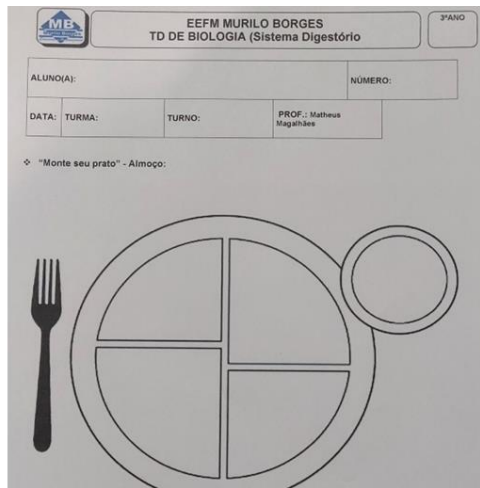 MB
EEFM MURILO BORGES
TD DE BIOLOGIA (Sistema Digestório
3ºANO
ALUNO(A):
NÚMERO:
DATA:
TURMA:
TURNO:
PROF.: Matheus
Magalhães
❖ "Monte seu prato" - Almoço: